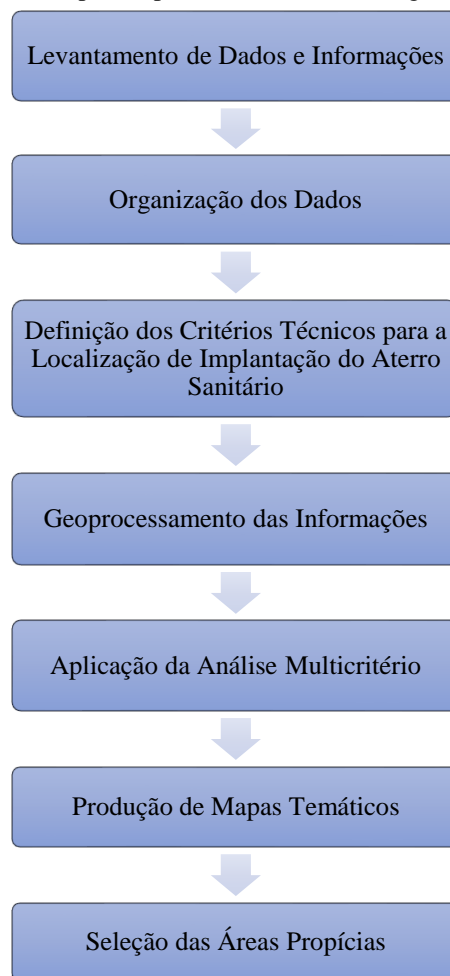 Levantamento de Dados e Informações
Organização dos Dados
Definição dos Critérios Técnicos para a
Localização de Implantação do Aterro
Sanitário
Geoprocessamento das Informações
Aplicação da Análise Multicritério
Produção de Mapas Temáticos
Seleção das Áreas Propícias